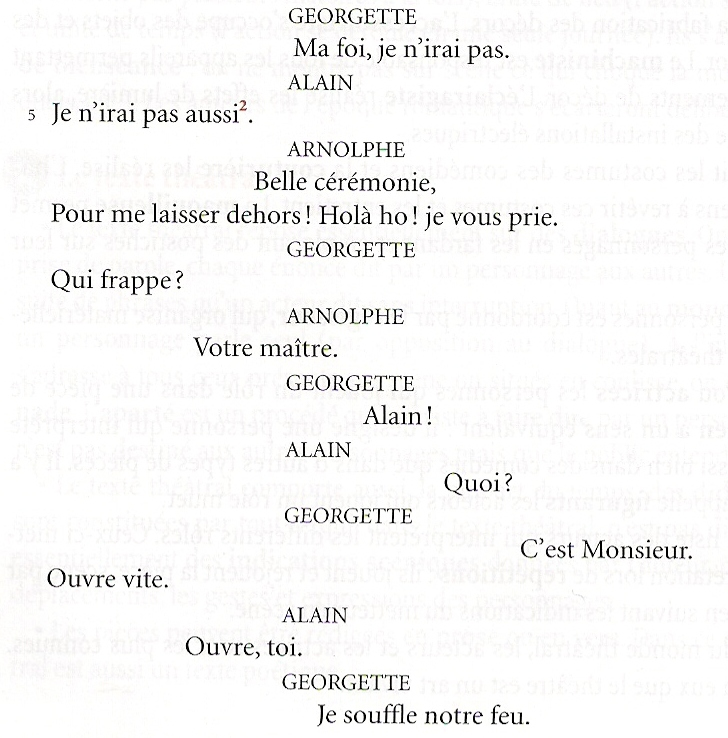 GEORGETTE
Ma foi, je n'irai pas.
ALAIN
5 Je n'irai pas aussi².
ARNOLPHE
Belle cérémonie,
Pour me laisser dehors ! Holà ho ! je vous prie.
GEORGETTE
Qui frappe ?
ARNOLPHE
Votre maître.
GEORGETTE
Alain !
ALAIN
Quoi ?
GEORGETTE
C'est Monsieur.
Ouvre vite.
ALAIN
Ouvre, toi.
GEORGETTE
Je souffle notre feu.